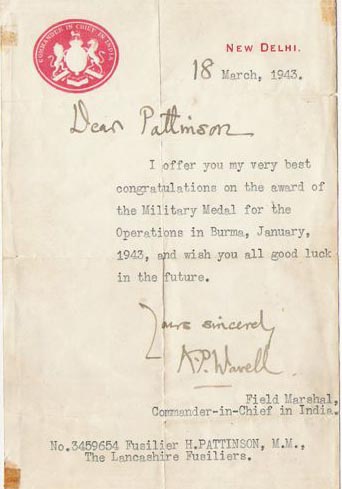 COMMANDER IN CHIEF IN INDIA
NEW DELHI.
18 March, 1943.
Dear Pattinson
I offer you my very best
congratulations on the award of
the Military Medal for the
Operations in Burma, January,
1943, and wish you all good luck
in the future.
Yours sincerely
A.P. Wavell.
Field Marshal,
Commander-in-Chief in India.
No.3459654 Fusilier H.PATTINSON, M.M.,
The Lancashire Fusiliers.